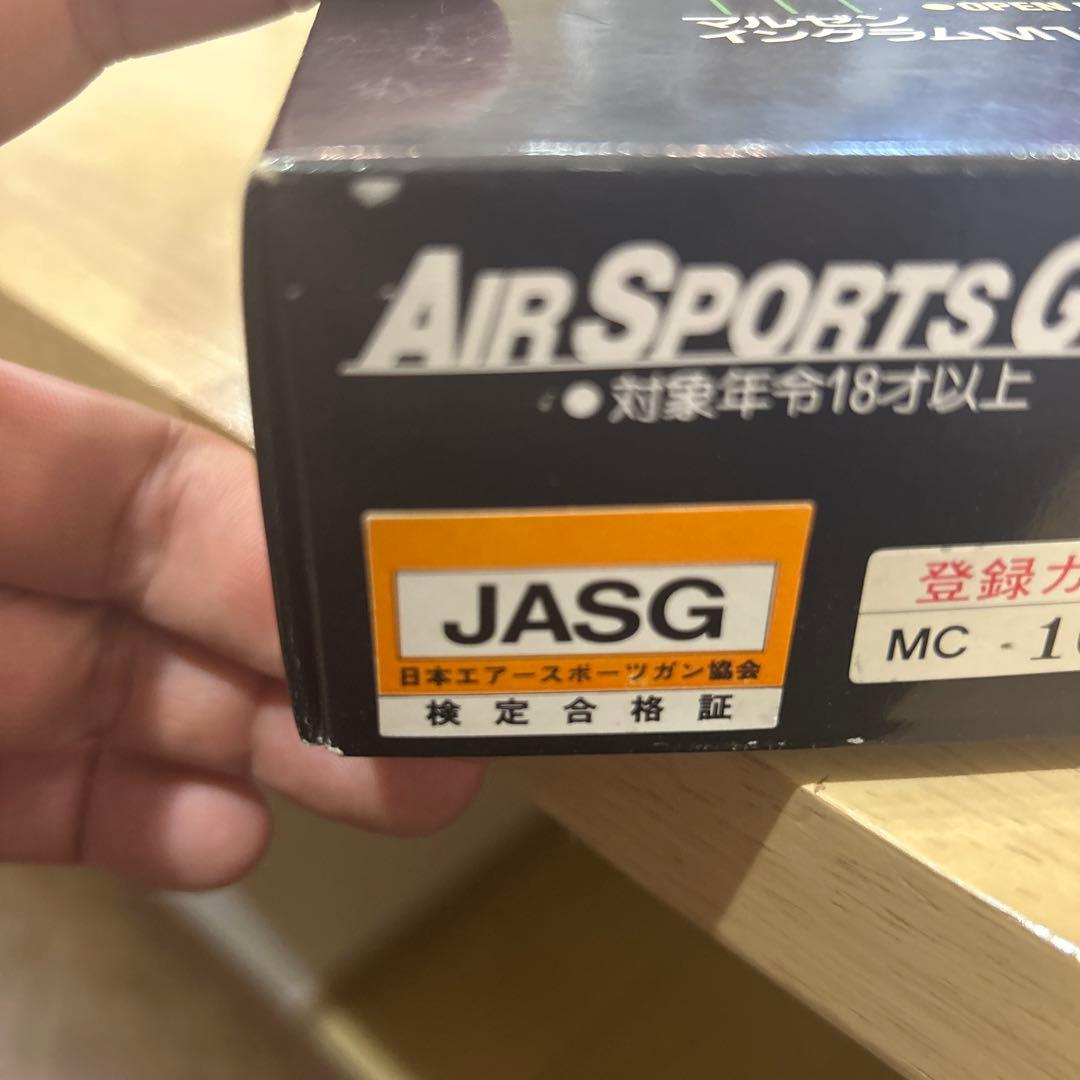 ●OPEN
マルゼン
イングラムM1
AIR SPORTS G
●対象年令18才以上
JASG
日本エアースポーツガン協会
検定合格証
登録カ
MC - 1